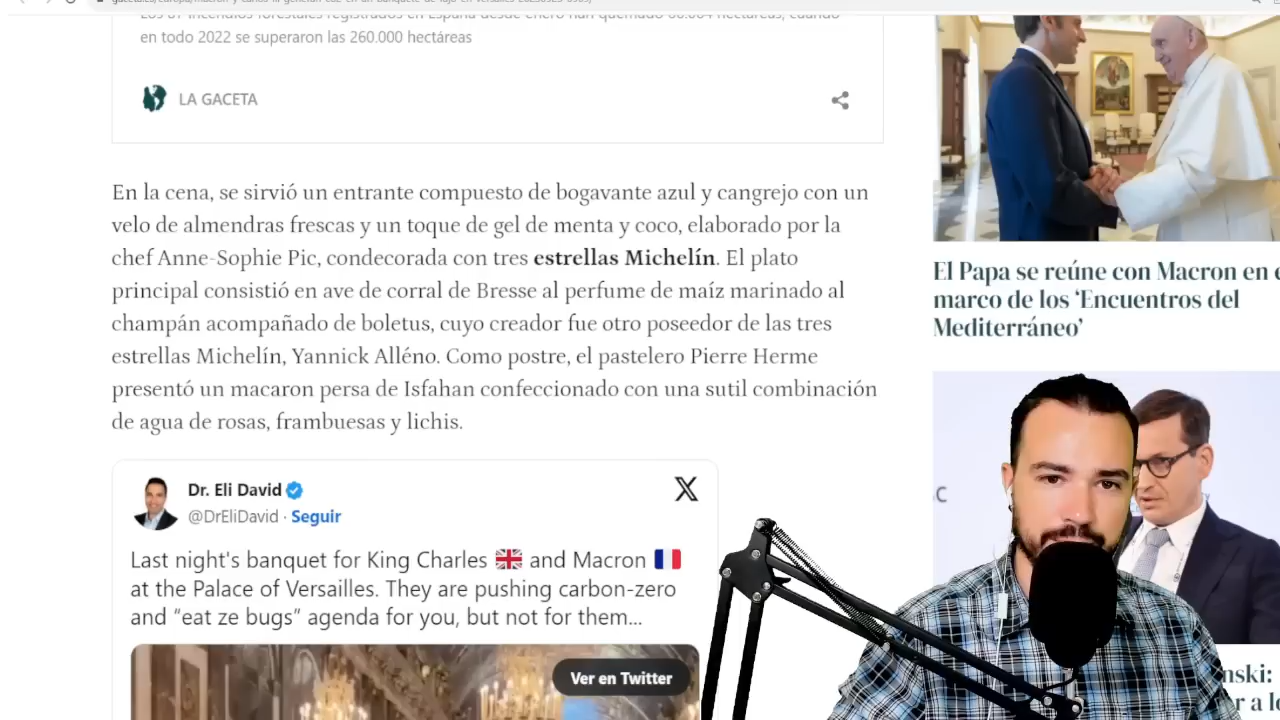 en todo 2022 se superaron las 260.000 hectáreas
LA GACETA
En la cena, se sirvió un entrante compuesto de bogavante azul y cangrejo con un
velo de almendras frescas y un toque de gel de menta y coco, elaborado por la
chef Anne-Sophie Pic, condecorada con tres estrellas Michelín. El plato
principal consistió en ave de corral de Bresse al perfume de maíz marinado al
champán acompañado de boletus, cuyo creador fue otro poseedor de las tres
estrellas Michelín, Yannick Alléno. Como postre, el pastelero Pierre Herme
presentó un macaron persa de Isfahan confeccionado con una sutil combinación
de agua de rosas, frambuesas y lichis.
Dr. Eli David
@DrEliDavid · Seguir
Last night's banquet for King Charles 🇬🇧 and Macron 🇫🇷
at the Palace of Versailles. They are pushing carbon-zero
and “eat ze bugs” agenda for you, but not for them...
Ver en Twitter
El Papa se reúne con Macron en e
marco de los ‘Encuentros del
Mediterráneo’
C
nski:
r a l